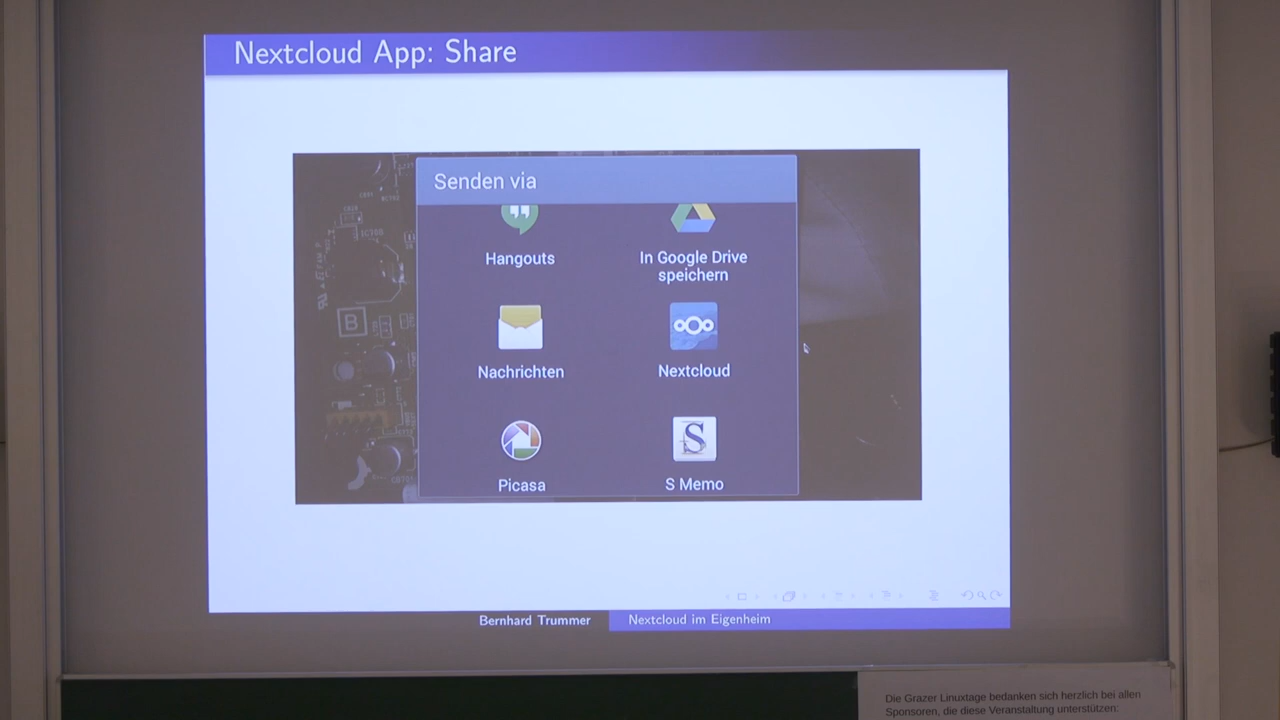 Nextcloud App: Share
Senden via
Hangouts
In Google Drive
speichern
Nachrichten
Nextcloud
Picasa
S Memo
B
Bernhard Trummer
Nextcloud im Eigenheim
Die Grazer Linuxtage bedanken sich herzlich bei allen
Sponsoren, die diese Veranstaltung unterstützen: